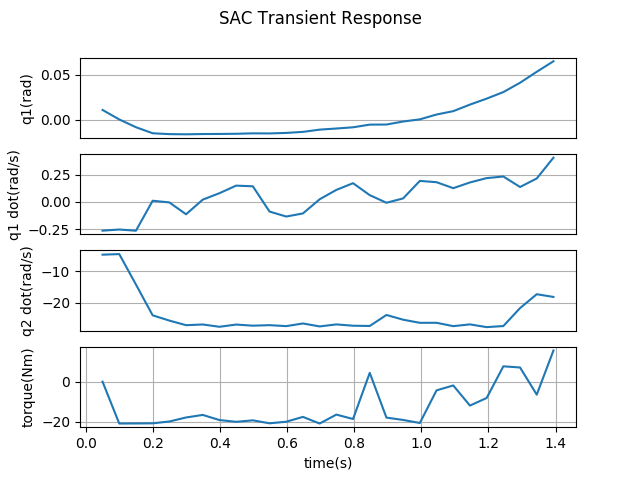 SAC Transient Response
0.05
0.00
q1(rad)
0.25
0.00
−0.25
q1 dot(rad/s)
−10
−20
q2 dot(rad/s)
0
−20
torque(Nm)
0.0 0.2 0.4 0.6 0.8 1.0 1.2 1.4
time(s)